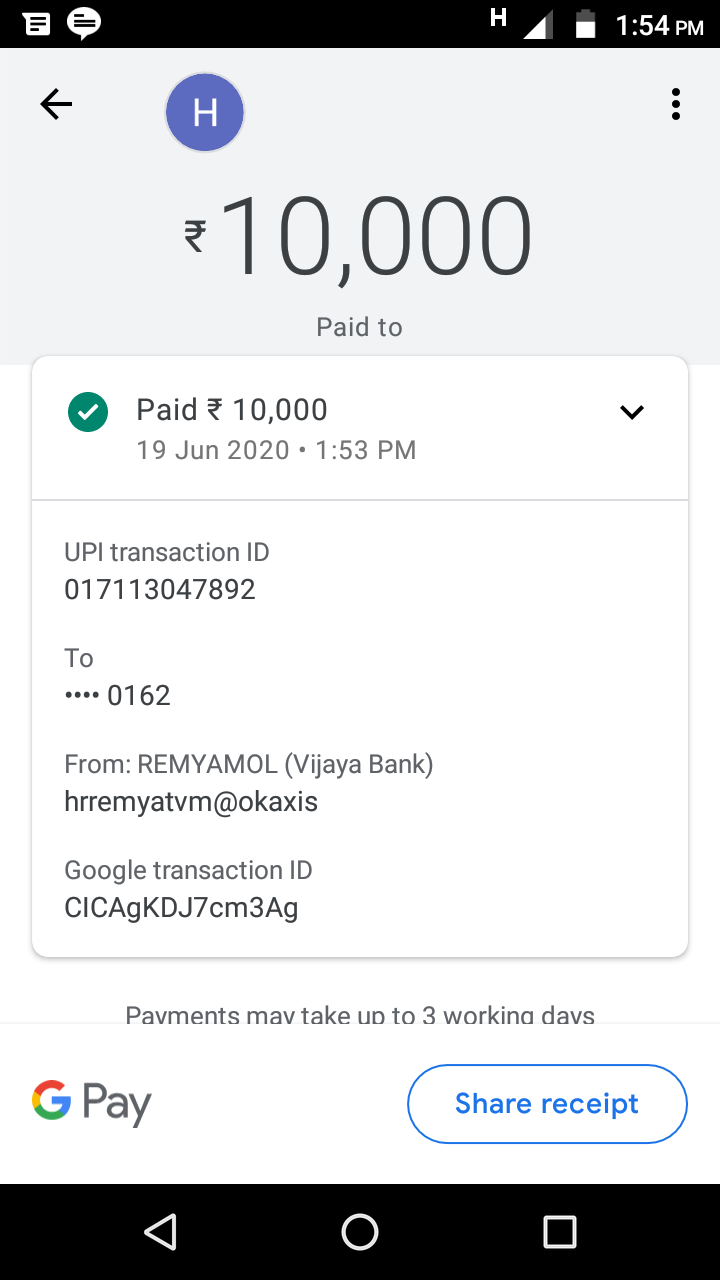 H 1:54 PM
H
₹10,000
Paid to
Paid ₹ 10,000
19 Jun 2020 • 1:53 PM
UPI transaction ID
017113047892
To
•••• 0162
From: REMYAMOL (Vijaya Bank)
hrremyatvm@okaxis
Google transaction ID
CICAgKDJ7cm3Ag
Payments may take up to 3 working days
G Pay
Share receipt